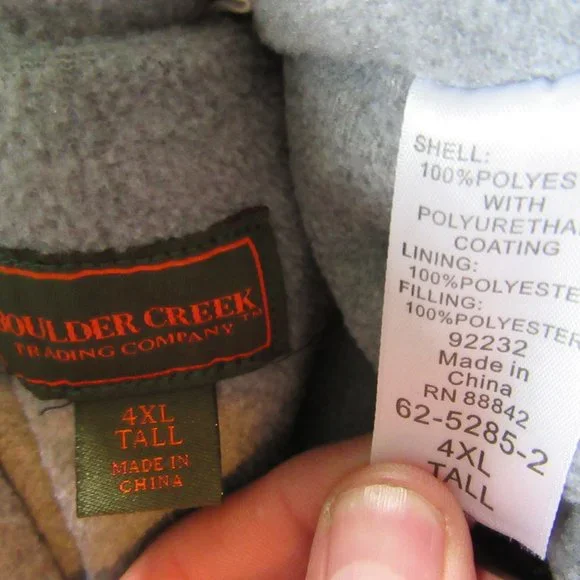 BOULDER CREEK™
TRADING COMPANY
4XL
TALL
MADE IN
CHINA
SHELL:
100%POLYES
WITH
POLYURETHA
COATING
LINING:
100%POLYESTE
FILLING:
100%POLYESTER
92232
Made in
China
RN 88842
62-5285-2
4XL
TALL